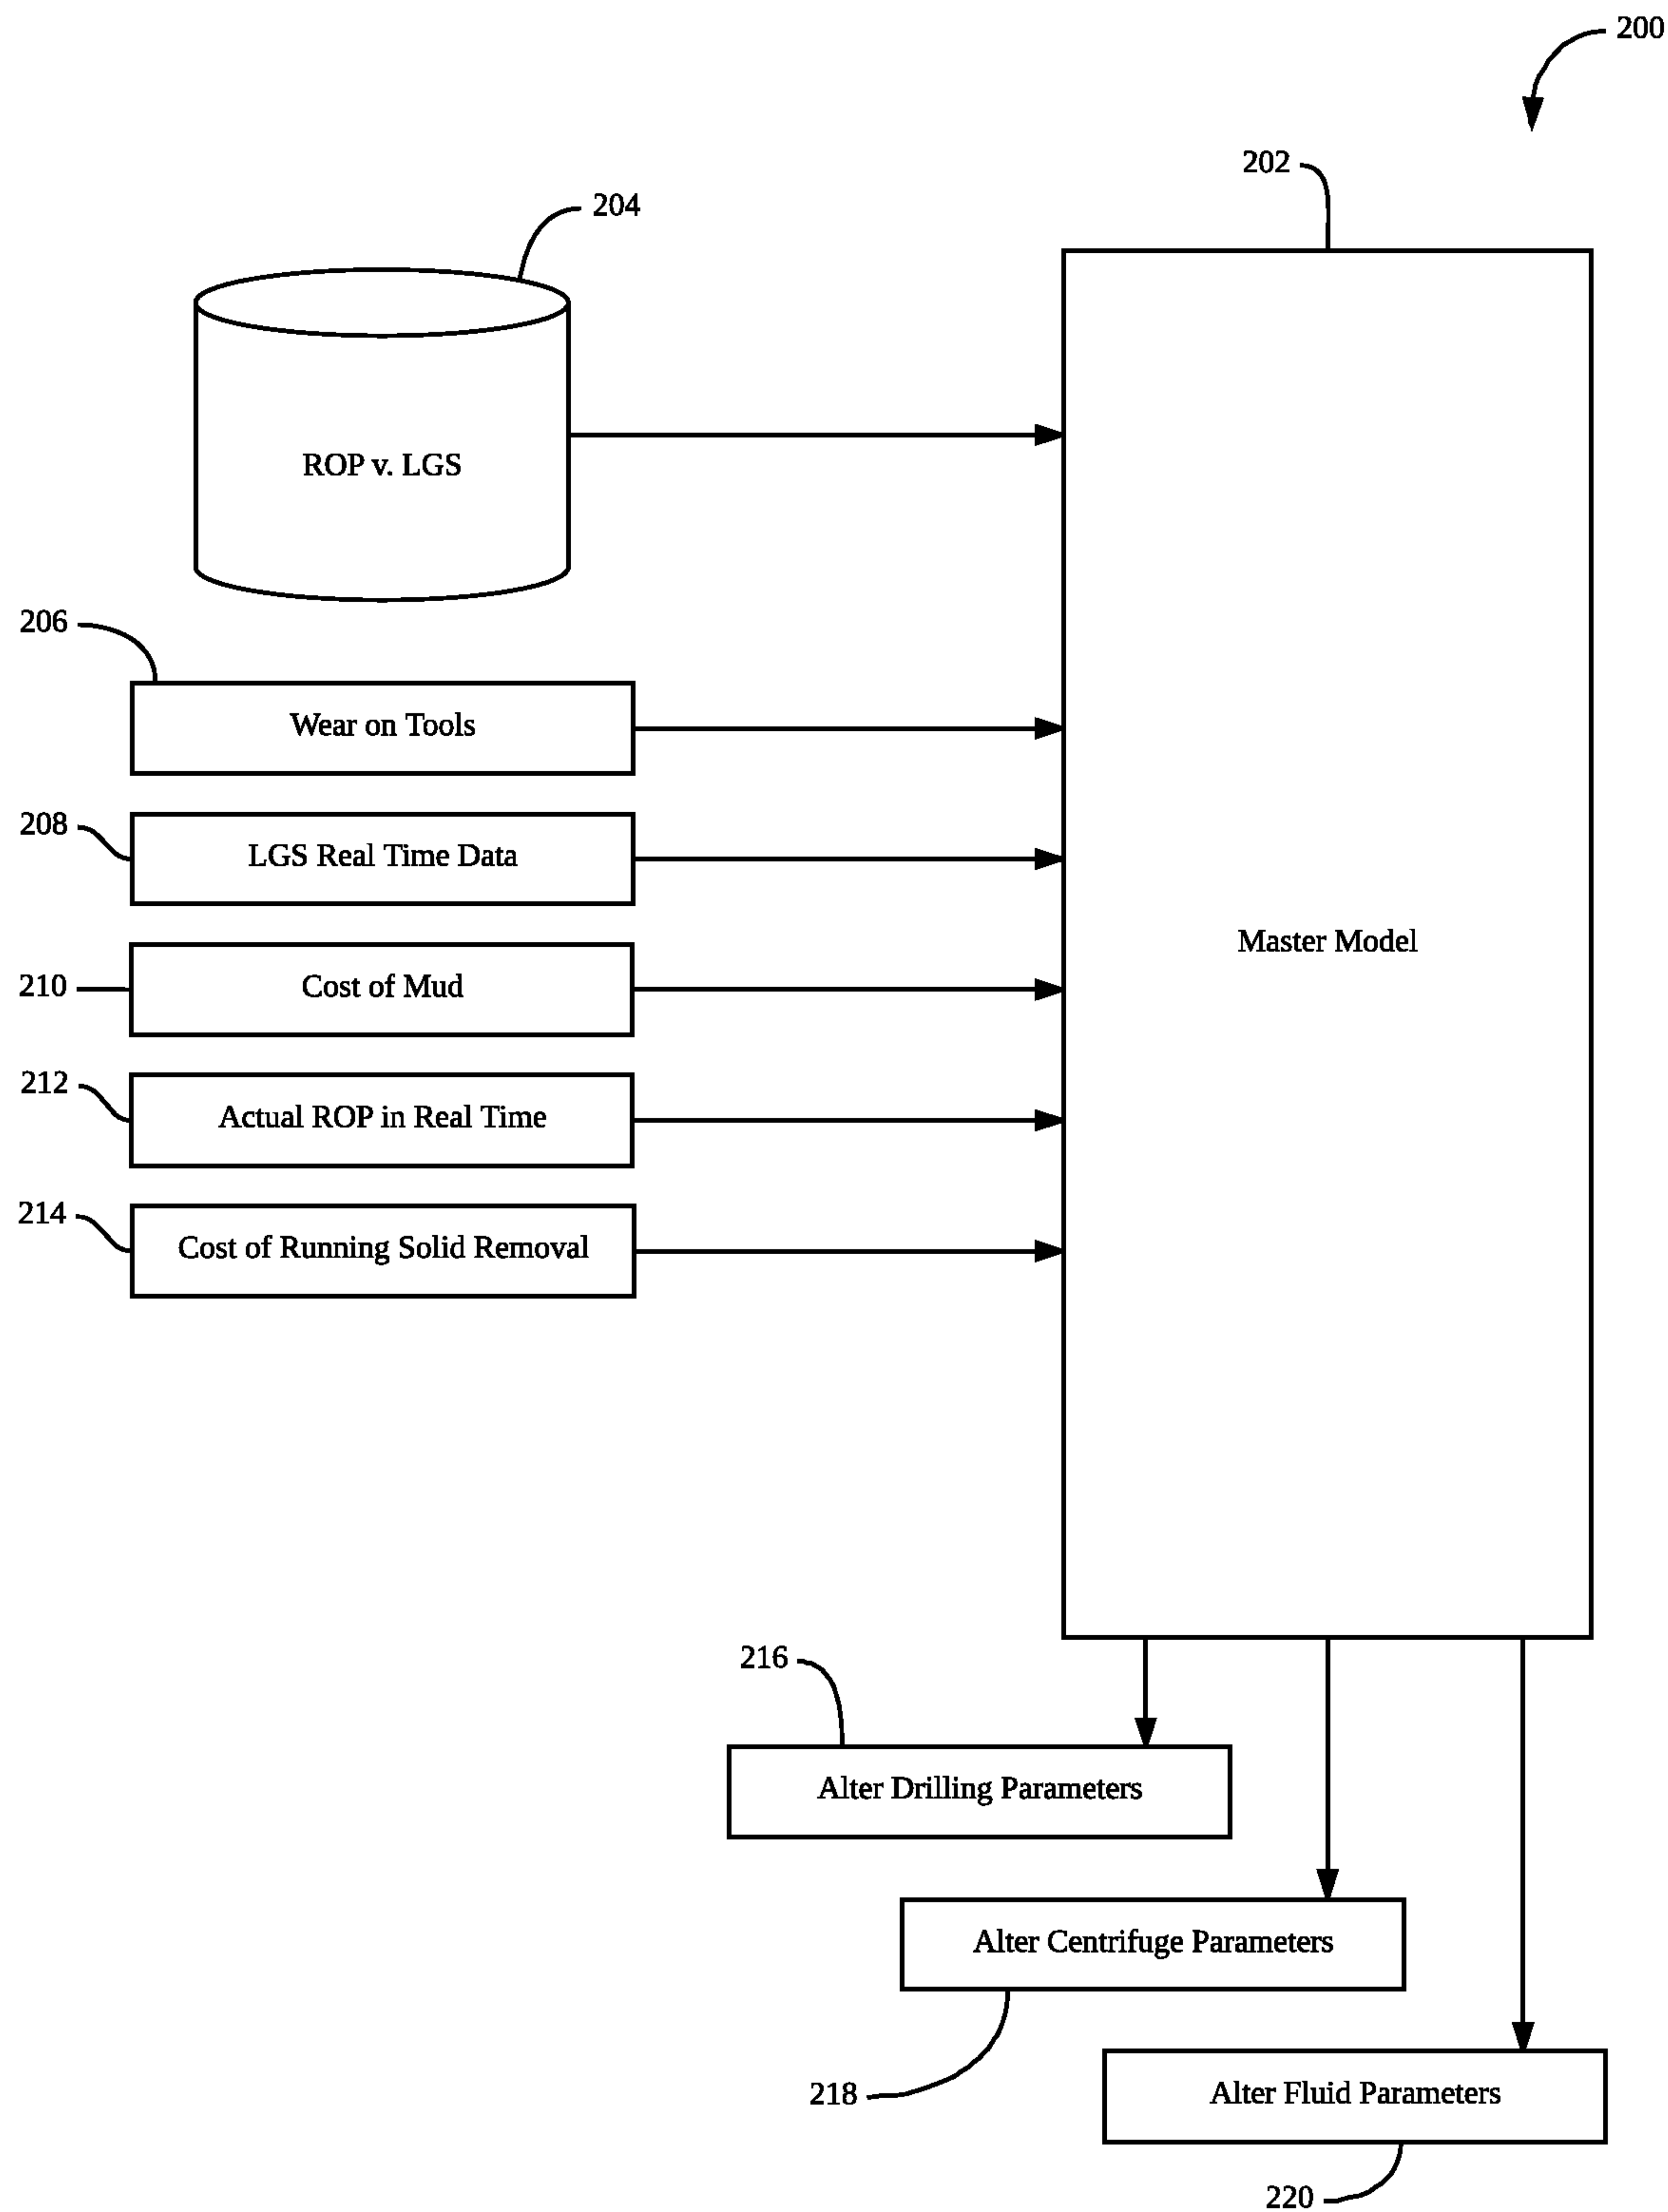 200
202
204
ROP v. LGS
206
Wear on Tools
208
LGS Real Time Data
Master Model
210
Cost of Mud
212
Actual ROP in Real Time
214
Cost of Running Solid Removal
216
Alter Drilling Parameters
Alter Centrifuge Parameters
218
Alter Fluid Parameters
220